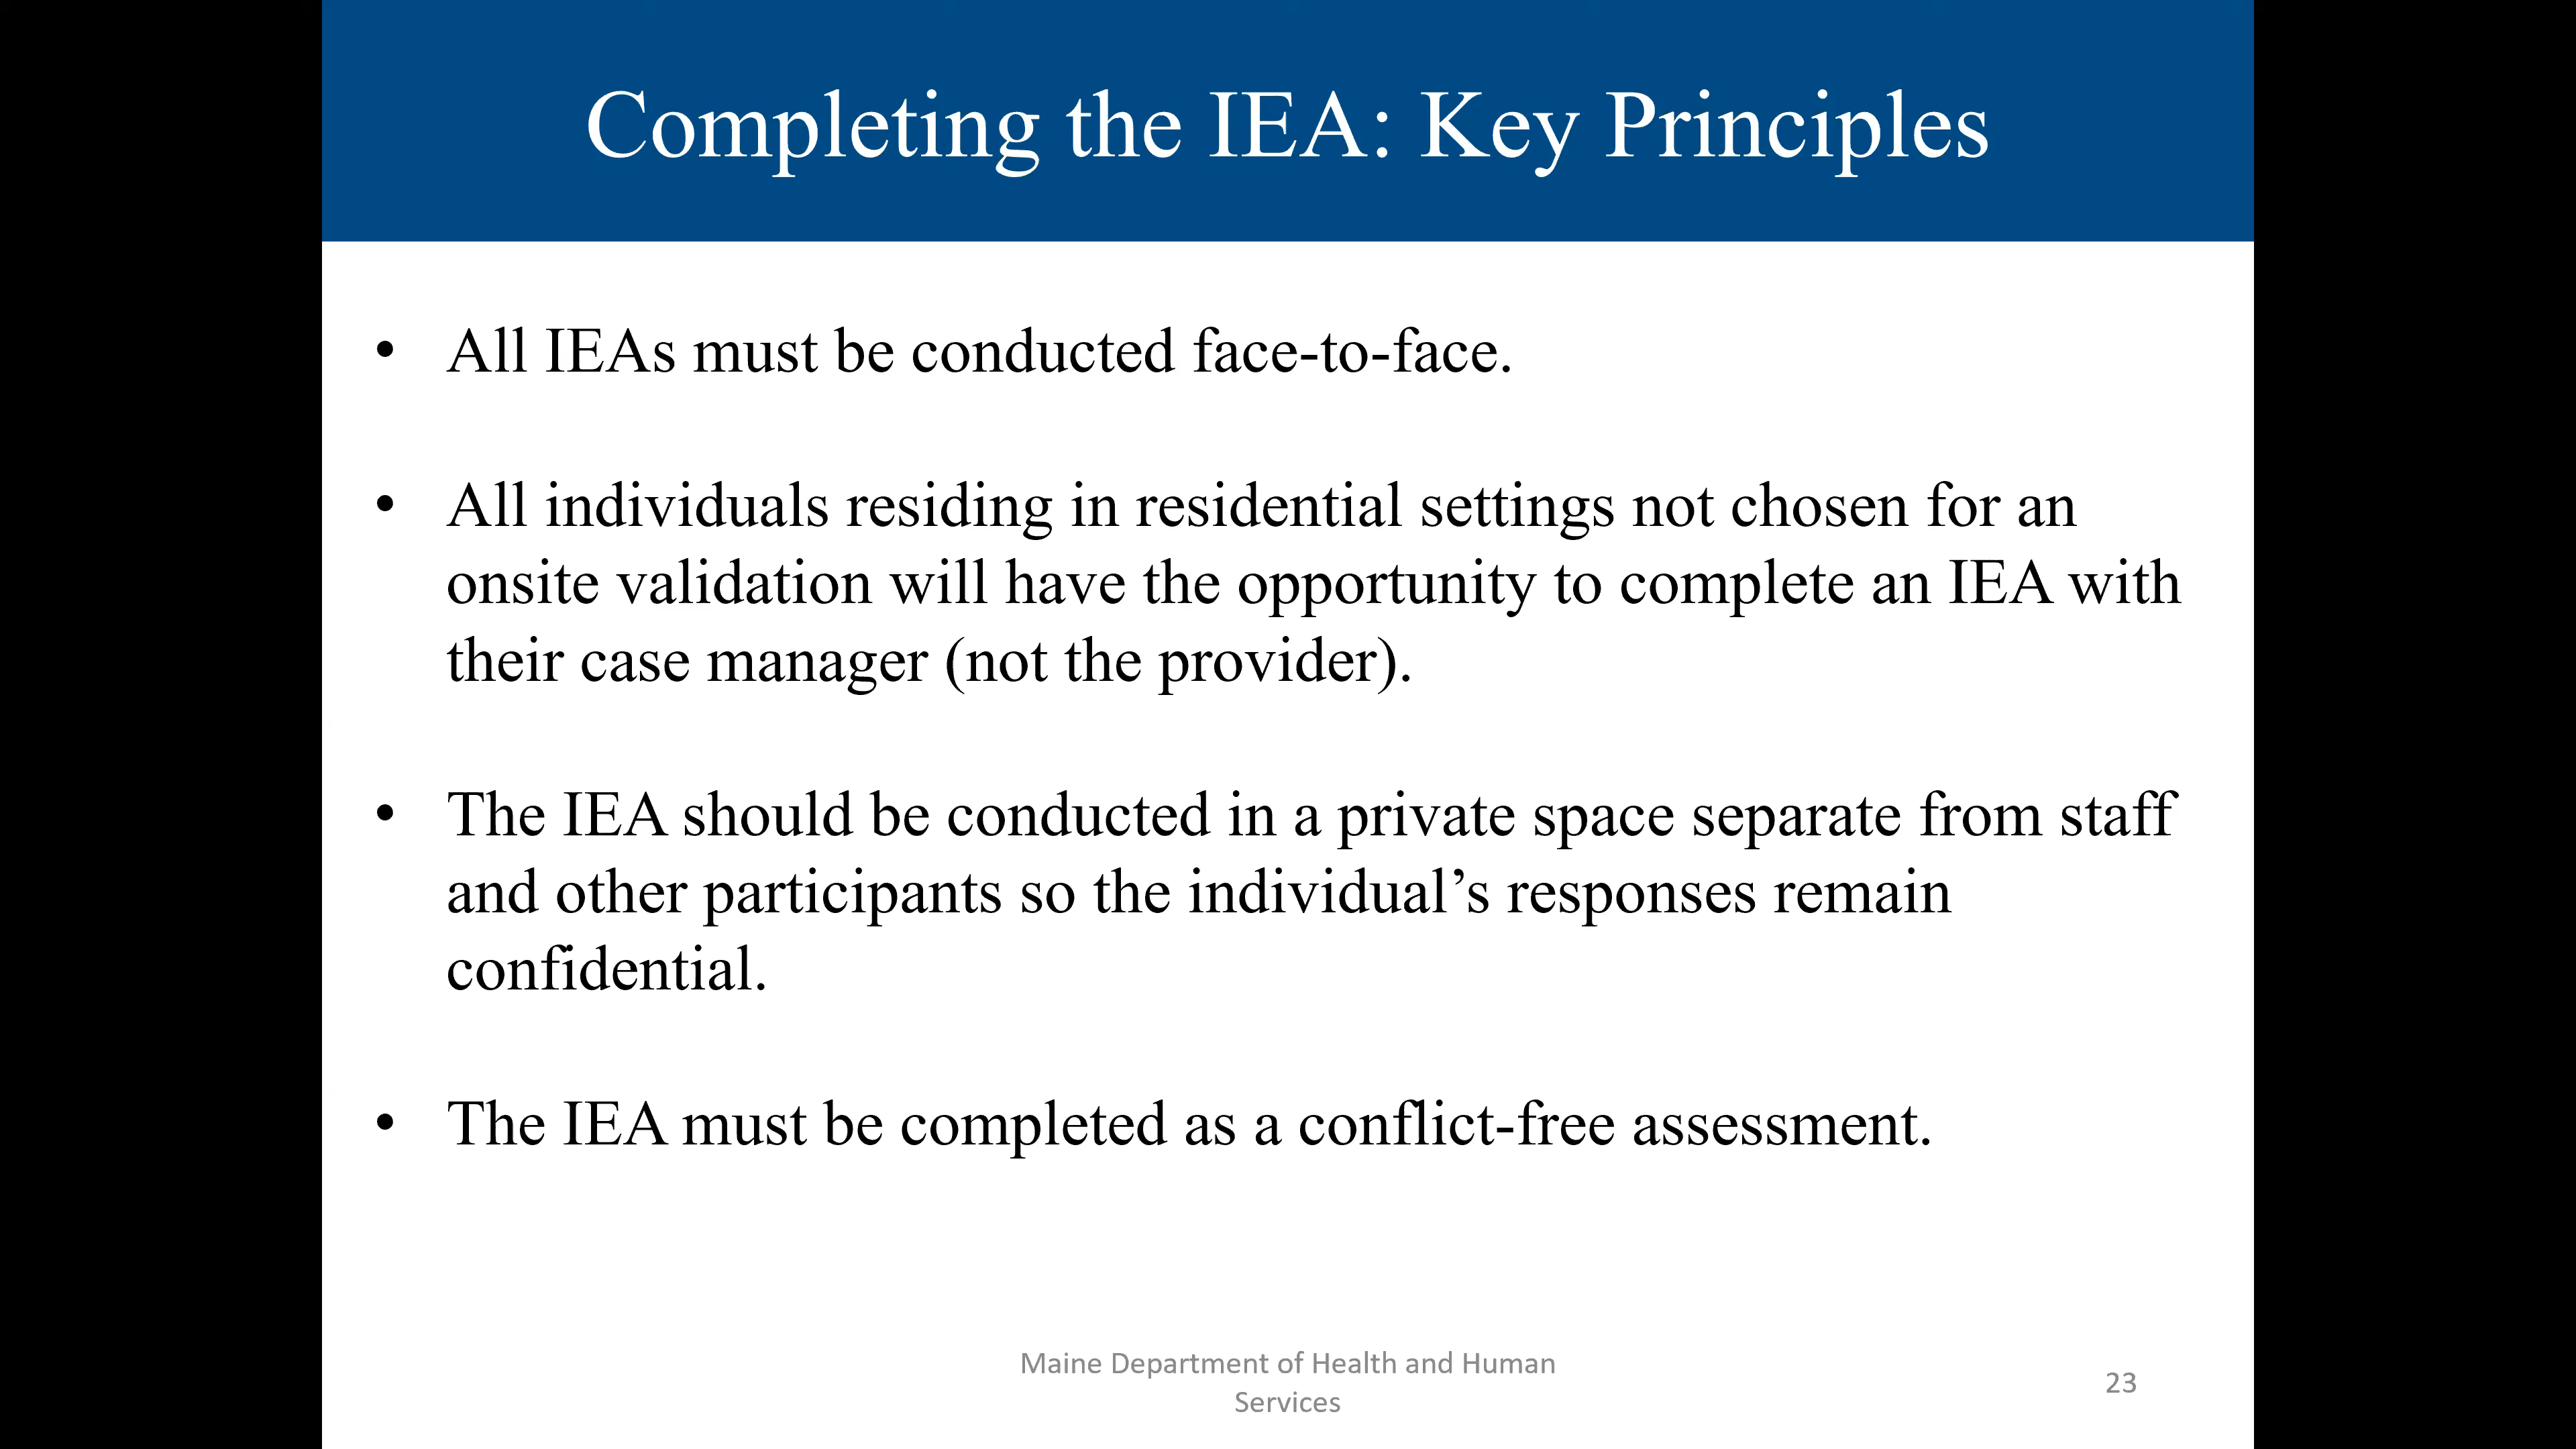 Completing the IEA: Key Principles
• All IEAs must be conducted face-to-face.
• All individuals residing in residential settings not chosen for an
onsite validation will have the opportunity to complete an IEA with
their case manager (not the provider).
• The IEA should be conducted in a private space separate from staff
and other participants so the individual’s responses remain
confidential.
• The IEA must be completed as a conflict-free assessment.
Maine Department of Health and Human
Services
23